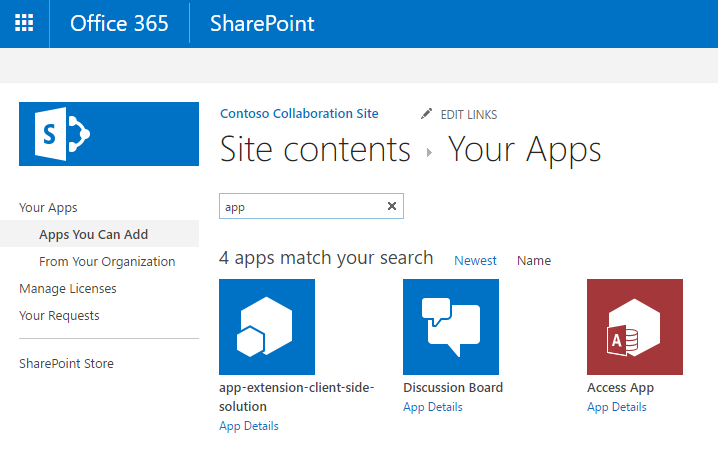 Office 365 SharePoint
S
Contoso Collaboration Site EDIT LINKS
Site contents ▸ Your Apps
app
Your Apps
Apps You Can Add
From Your Organization
Manage Licenses
Your Requests
SharePoint Store
4 apps match your search Newest Name
app-extension-client-side-
solution
App Details
Discussion Board
App Details
A
Access App
App Details